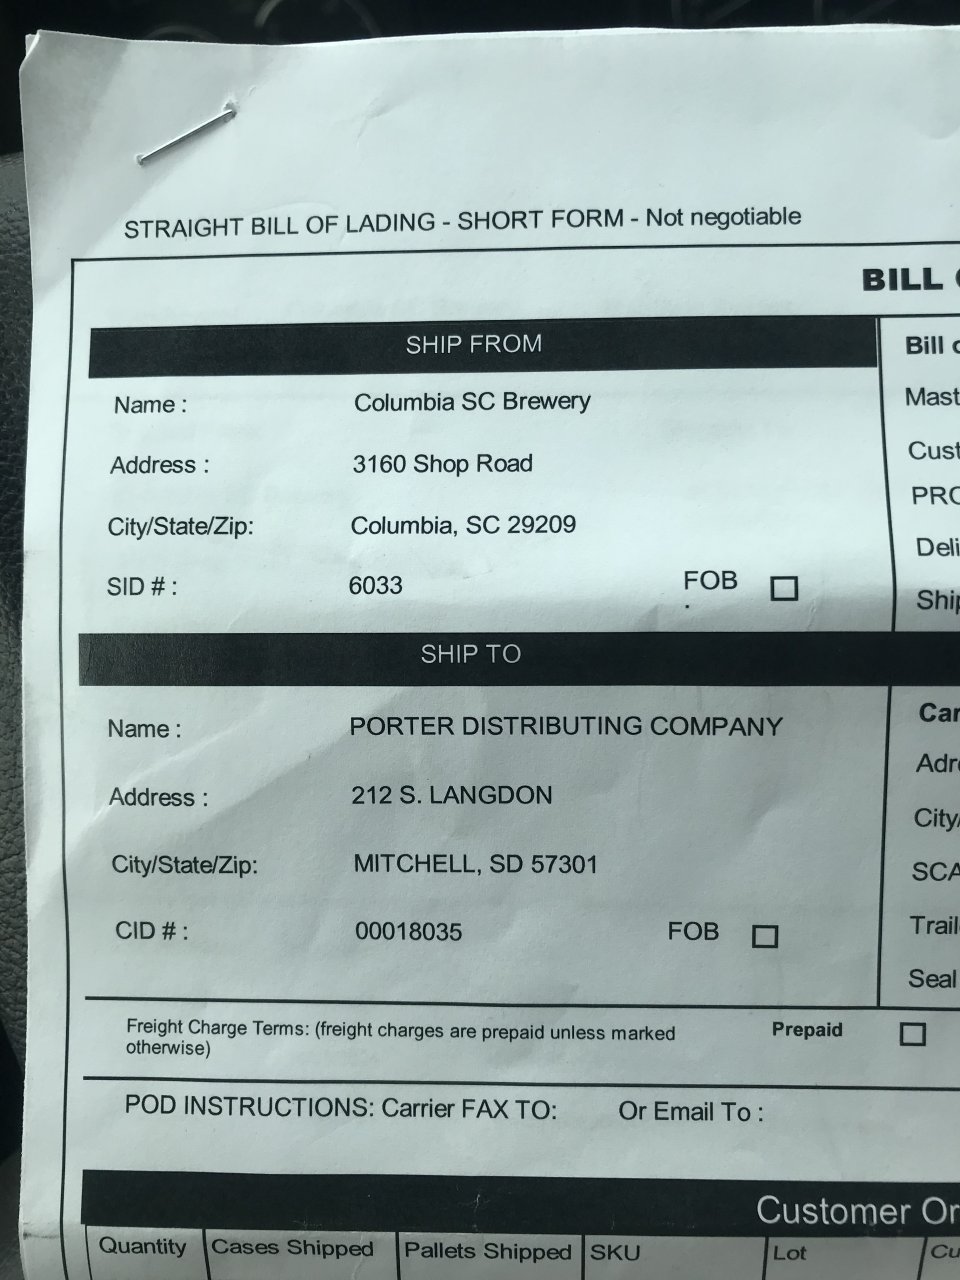 STRAIGHT BILL OF LADING - SHORT FORM - Not negotiable
BILL
SHIP FROM
Bill
Name : Columbia SC Brewery
Address : 3160 Shop Road
City/State/Zip: Columbia, SC 29209
SID # : 6033 FOB
SHIP TO
Name : PORTER DISTRIBUTING COMPANY
Address : 212 S. LANGDON
City/State/Zip: MITCHELL, SD 57301
CID # : 00018035 FOB
Seal
Freight Charge Terms: (freight charges are prepaid unless marked
otherwise)
Prepaid
POD INSTRUCTIONS: Carrier FAX TO: Or Email To :
Customer
Quantity Cases Shipped Pallets Shipped SKU Lot